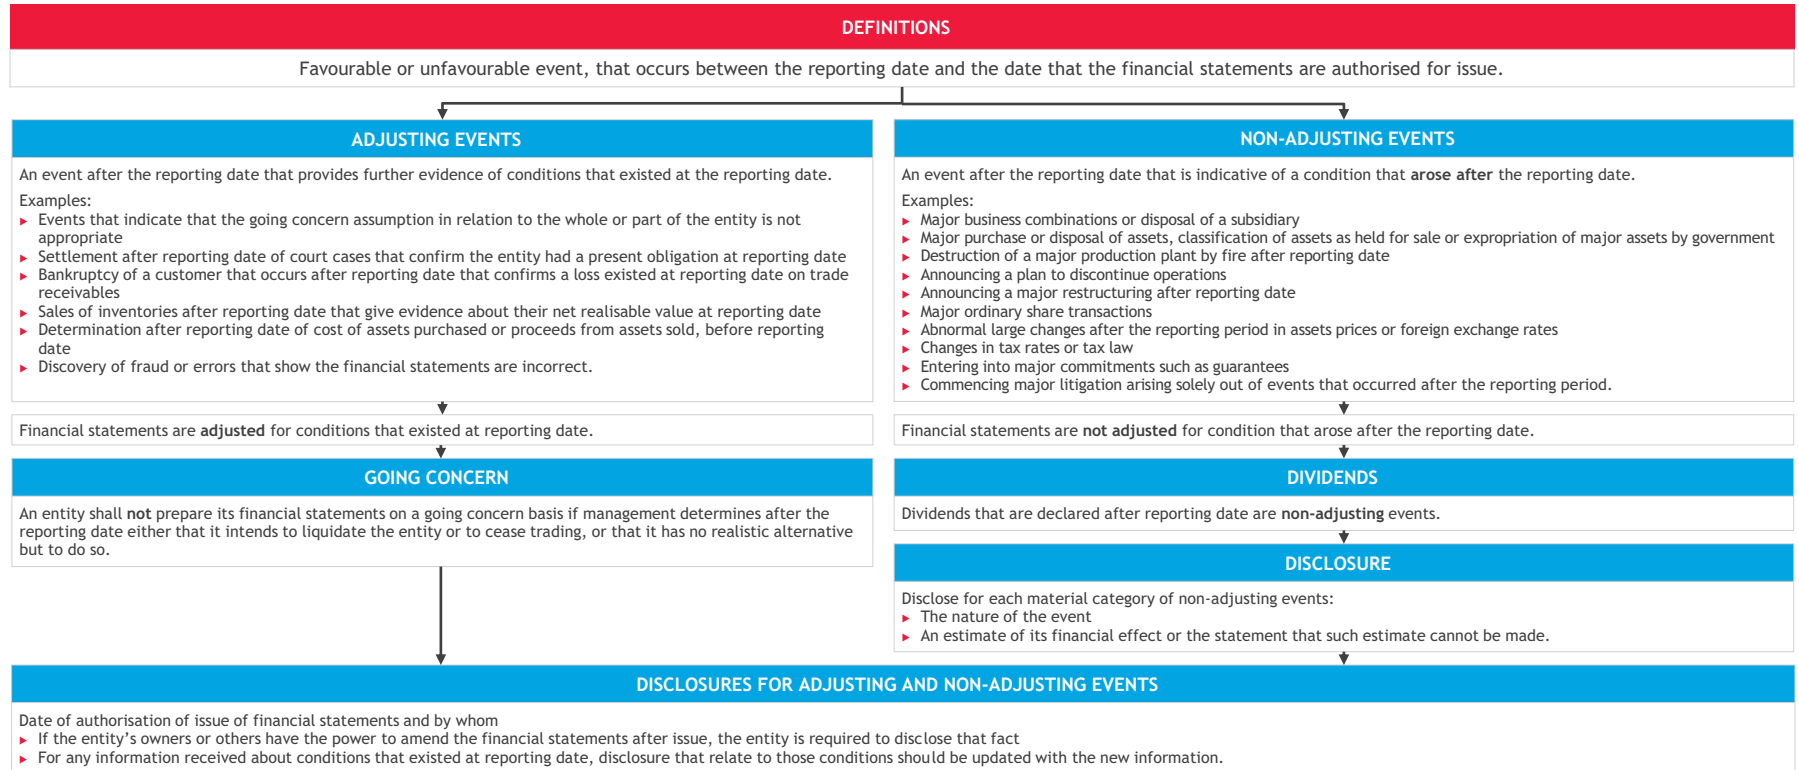 DEFINITIONS
Favourable or unfavourable event, that occurs between the reporting date and the date that the financial statements are authorised for issue.
ADJUSTING EVENTS
An event after the reporting date that provides further evidence of conditions that existed at the reporting date.
Examples:
► Events that indicate that the going concern assumption in relation to the whole or part of the entity is not
appropriate
► Settlement after reporting date of court cases that confirm the entity had a present obligation at reporting date
► Bankruptcy of a customer that occurs after reporting date that confirms a loss existed at reporting date on trade
receivables
► Sales of inventories after reporting date that give evidence about their net realisable value at reporting date
► Determination after reporting date of cost of assets purchased or proceeds from assets sold, before reporting
date
► Discovery of fraud or errors that show the financial statements are incorrect.
Financial statements are adjusted for conditions that existed at reporting date.
GOING CONCERN
An entity shall not prepare its financial statements on a going concern basis if management determines after the
reporting date either that it intends to liquidate the entity or to cease trading, or that it has no realistic alternative
but to do so.
NON-ADJUSTING EVENTS
An event after the reporting date that is indicative of a condition that arose after the reporting date.
Examples:
► Major business combinations or disposal of a subsidiary
► Major purchase or disposal of assets, classification of assets as held for sale or expropriation of major assets by government
► Destruction of a major production plant by fire after reporting date
► Announcing a plan to discontinue operations
► Announcing a major restructuring after reporting date
► Major ordinary share transactions
► Abnormal large changes after the reporting period in assets prices or foreign exchange rates
► Changes in tax rates or tax law
► Entering into major commitments such as guarantees
► Commencing major litigation arising solely out of events that occurred after the reporting period.
Financial statements are not adjusted for condition that arose after the reporting date.
DIVIDENDS
Dividends that are declared after reporting date are non-adjusting events.
DISCLOSURE
Disclose for each material category of non-adjusting events:
► The nature of the event
► An estimate of its financial effect or the statement that such estimate cannot be made.
DISCLOSURES FOR ADJUSTING AND NON-ADJUSTING EVENTS
Date of authorisation of issue of financial statements and by whom
► If the entity's owners or others have the power to amend the financial statements after issue, the entity is required to disclose that fact
► For any information received about conditions that existed at reporting date, disclosure that relate to those conditions should be updated with the new information.